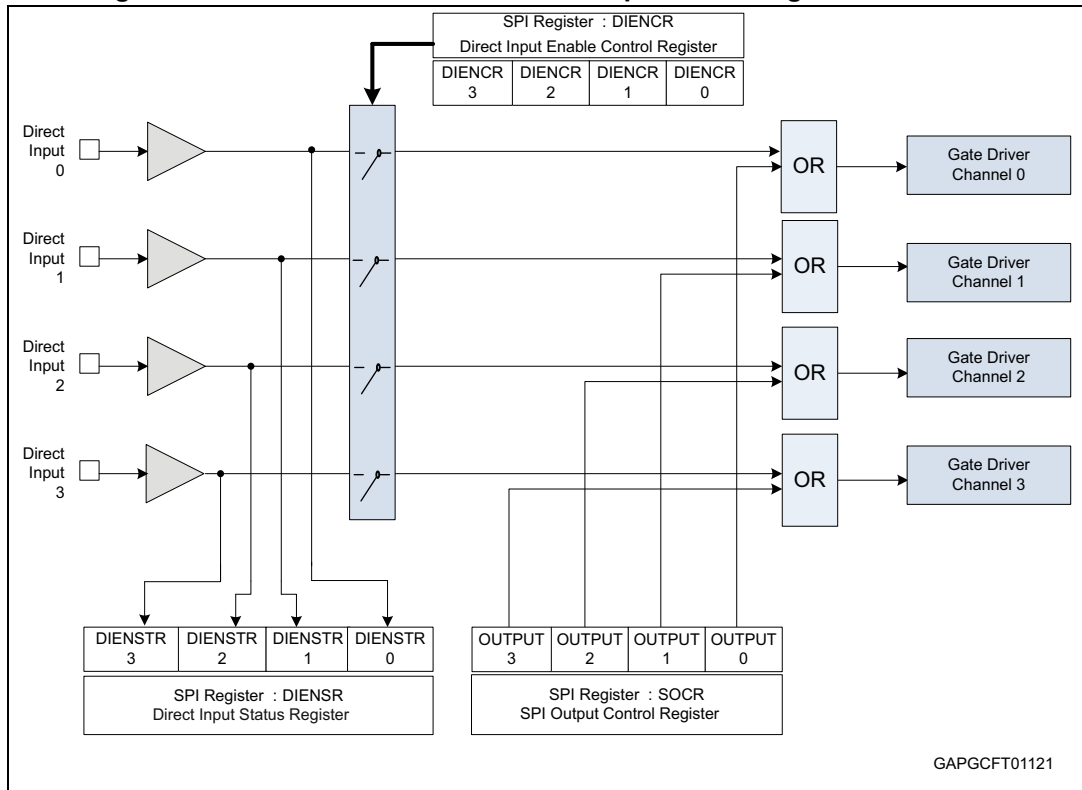 SPI Register : DIENCR
Direct Input Enable Control Register
DIENCR 3
DIENCR 2
DIENCR 1
DIENCR 0
Direct
Input
0
OR
Gate Driver
Channel 0
Direct
Input
1
OR
Gate Driver
Channel 1
Direct
Input
2
OR
Gate Driver
Channel 2
Direct
Input
3
OR
Gate Driver
Channel 3
DIENSTR 3
DIENSTR 2
DIENSTR 1
DIENSTR 0
SPI Register : DIENSR
Direct Input Status Register
OUTPUT 3
OUTPUT 2
OUTPUT 1
OUTPUT 0
SPI Register : SOCR
SPI Output Control Register
GAPGCFT01121